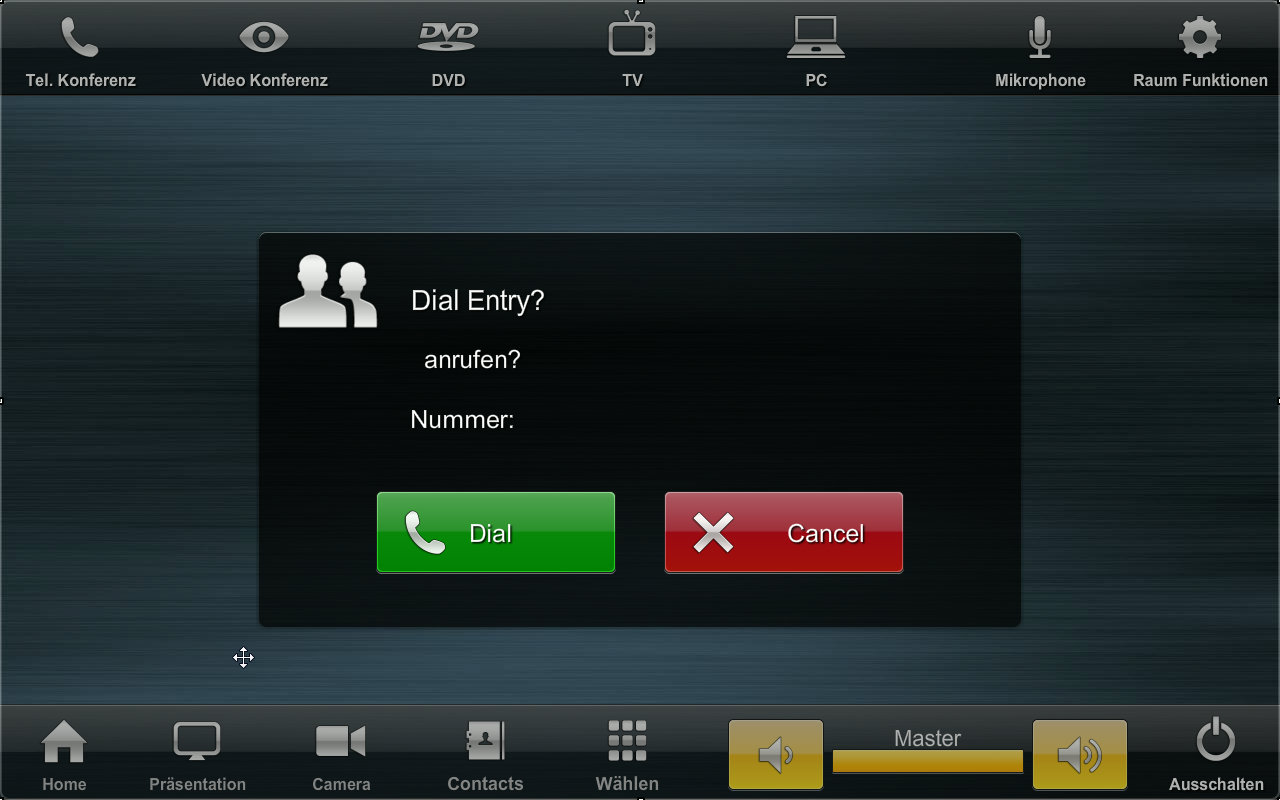 DVD
Tel. Konferenz
Video Konferenz
DVD
TV
PC
Mikrophone
Raum Funktionen
Dial Entry?
anrufen?
Nummer:
Dial
Cancel
Home
Präsentation
Camera
Contacts
Wählen
Master
Ausschalten